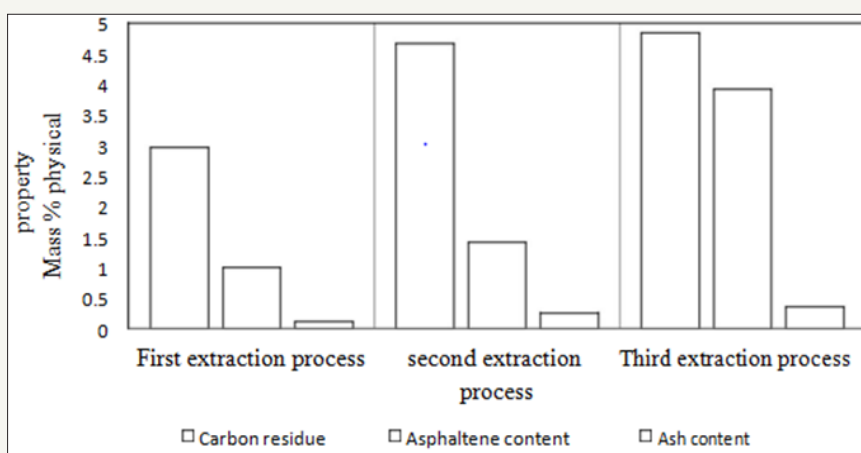 property
Mass % physical
5
4.5
4
3.5
3
2.5
2
1.5
1
0.5
0
First extraction process
second extraction
process
Third extraction process
Carbon residue
Asphaltene content
Ash content